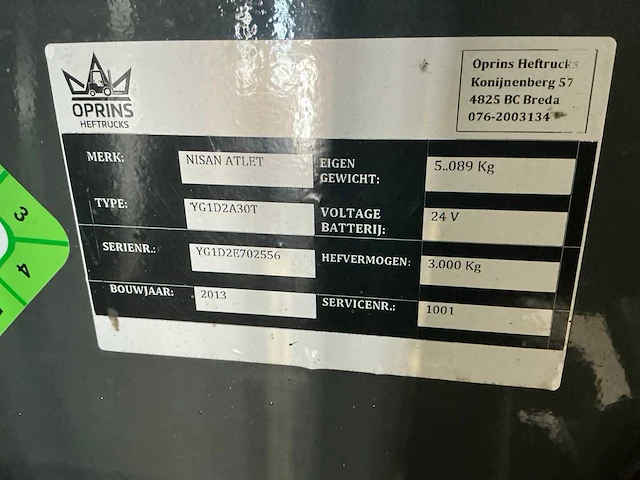 OPRINS
HEFTRUCKS
Oprins Heftrucks
Konijnenberg 57
4825 BC Breda
076-2003134
MERK: NISAN ATLET
EIGEN GEWICHT: 5..089 Kg
TYPE: YG1D2A30T
VOLTAGE BATTERIJ: 24 V
SERIENR.: YG1D2E702556
HEFVERMOGEN: 3.000 Kg
BOUWJAAR: 2013
SERVICENR.: 1001
3
4